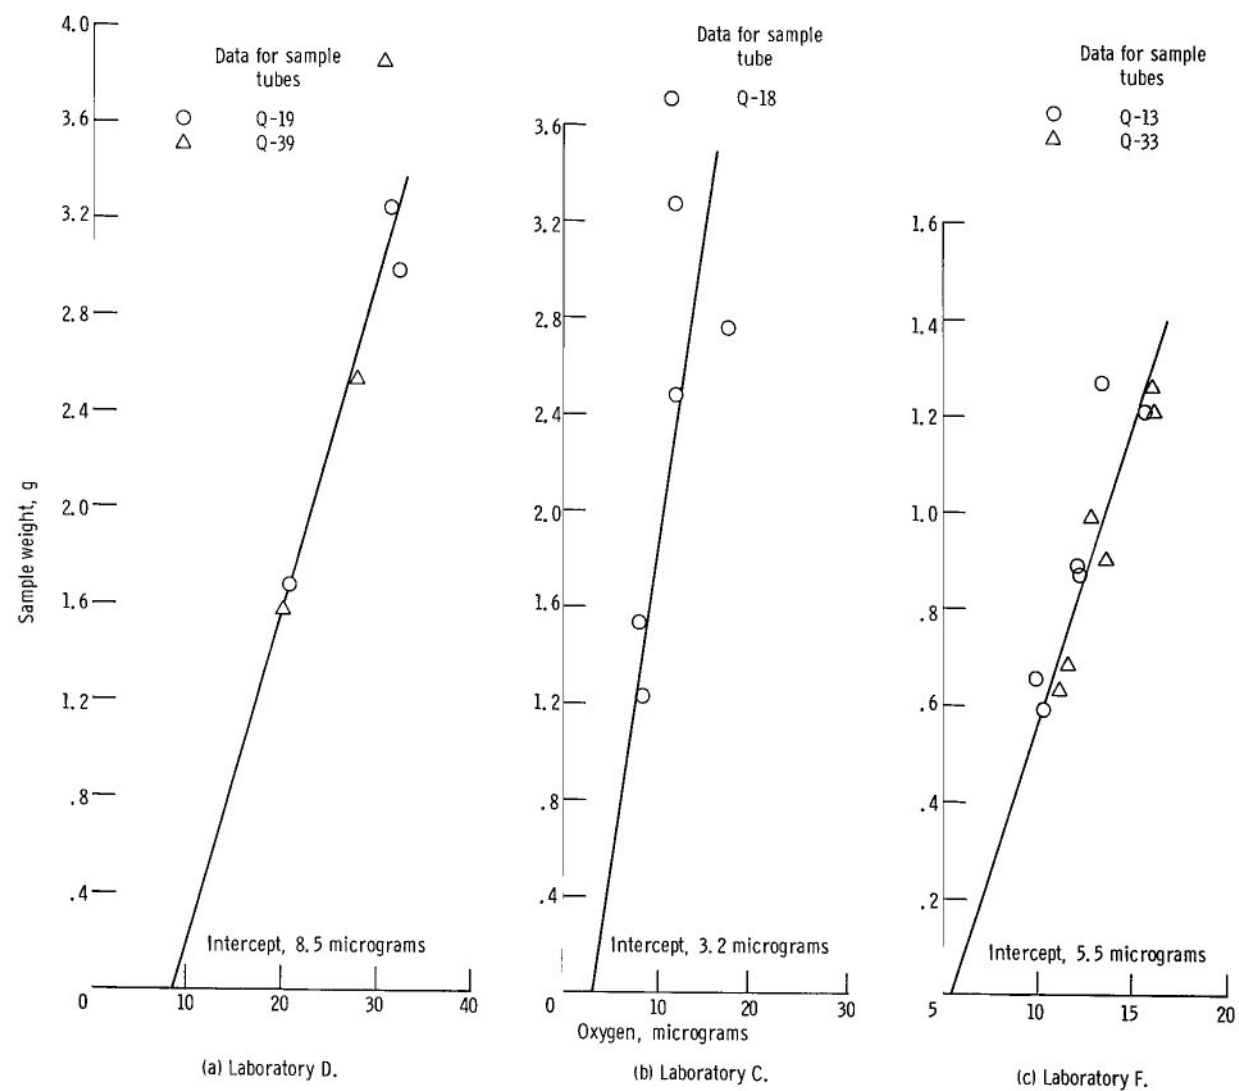 4.0
3.6
3.2
2.8
2.4
2.0
1.6
1.2
.8
.4
0
10
20
30
40
Sample weight, g
Data for sample
tubes
Q-19
Q-39
Intercept, 8.5 micrograms
(a) Laboratory D.
Data for sample
tube
Q-18
3.6
3.2
2.8
2.4
2.0
1.6
1.2
.8
.4
0
10
20
30
Intercept, 3.2 micrograms
Oxygen, micrograms
(b) Laboratory C.
Data for sample
tubes
Q-13
Q-33
1.6
1.4
1.2
1.0
.8
.6
.4
.2
5
10
15
20
Intercept, 5.5 micrograms
(c) Laboratory F.